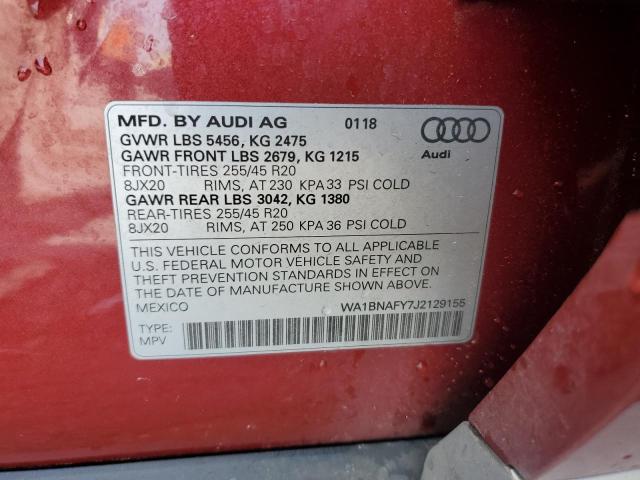 MFD. BY AUDI AG 0118
GVWR LBS 5456, KG 2475
GAWR FRONT LBS 2679, KG 1215
Audi
FRONT-TIRES 255/45 R20
8JX20 RIMS, AT 230 KPA 33 PSI COLD
GAWR REAR LBS 3042, KG 1380
REAR-TIRES 255/45 R20
8JX20 RIMS, AT 250 KPA 36 PSI COLD
THIS VEHICLE CONFORMS TO ALL APPLICABLE
U.S. FEDERAL MOTOR VEHICLE SAFETY AND
THEFT PREVENTION STANDARDS IN EFFECT ON
THE DATE OF MANUFACTURE SHOWN ABOVE.
MEXICO WA1BNAFY7J2129155
TYPE:
MPV